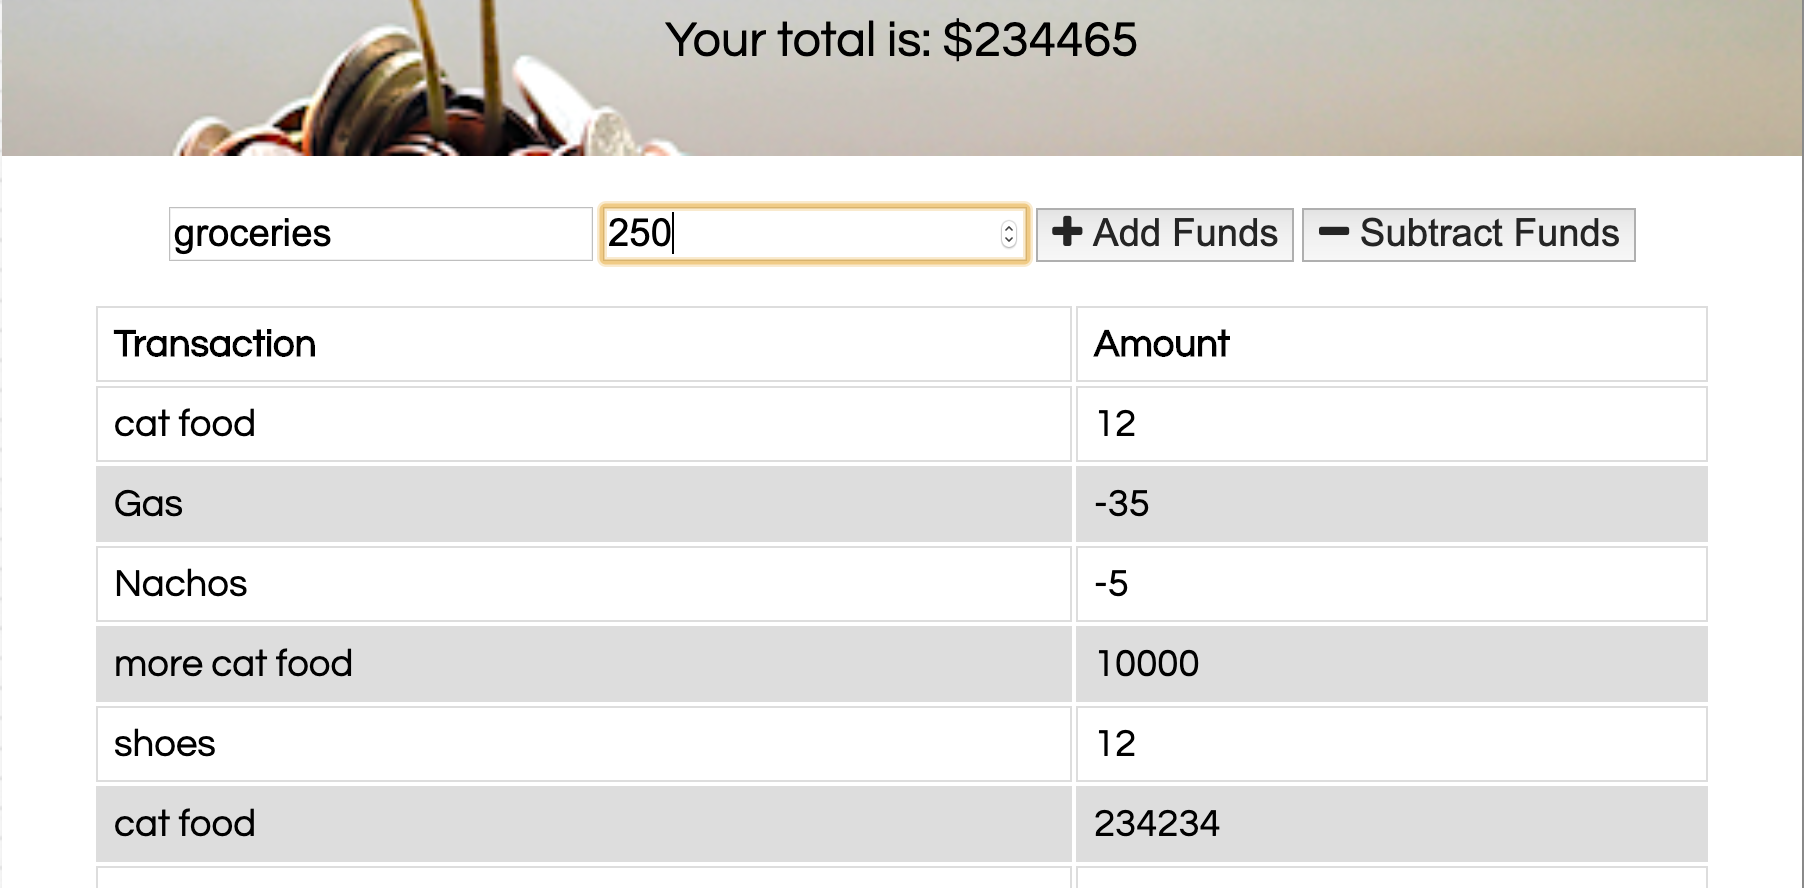 Your total is: $234465
groceries 250 Add Funds Subtract Funds
Transaction Amount
cat food 12
Gas -35
Nachos -5
more cat food 10000
shoes 12
cat food 234234